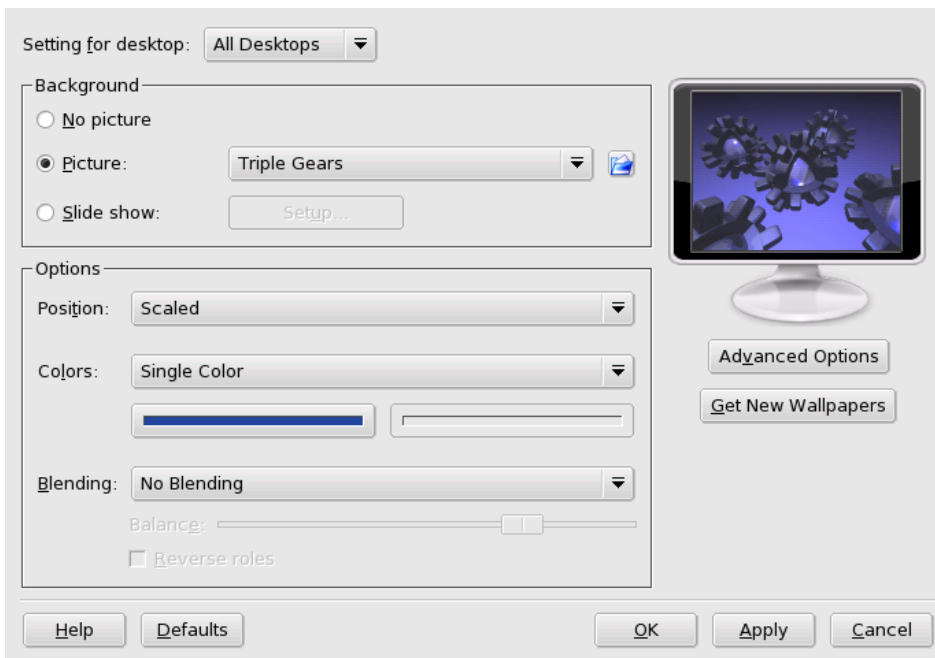 Setting for desktop: All Desktops
Background
No picture
Picture: Triple Gears
Slide show: Setup...
Options
Position: Scaled
Colors: Single Color
Blending: No Blending
Balance:
Reverse roles
Advanced Options
Get New Wallpapers
Help Defaults OK Apply Cancel